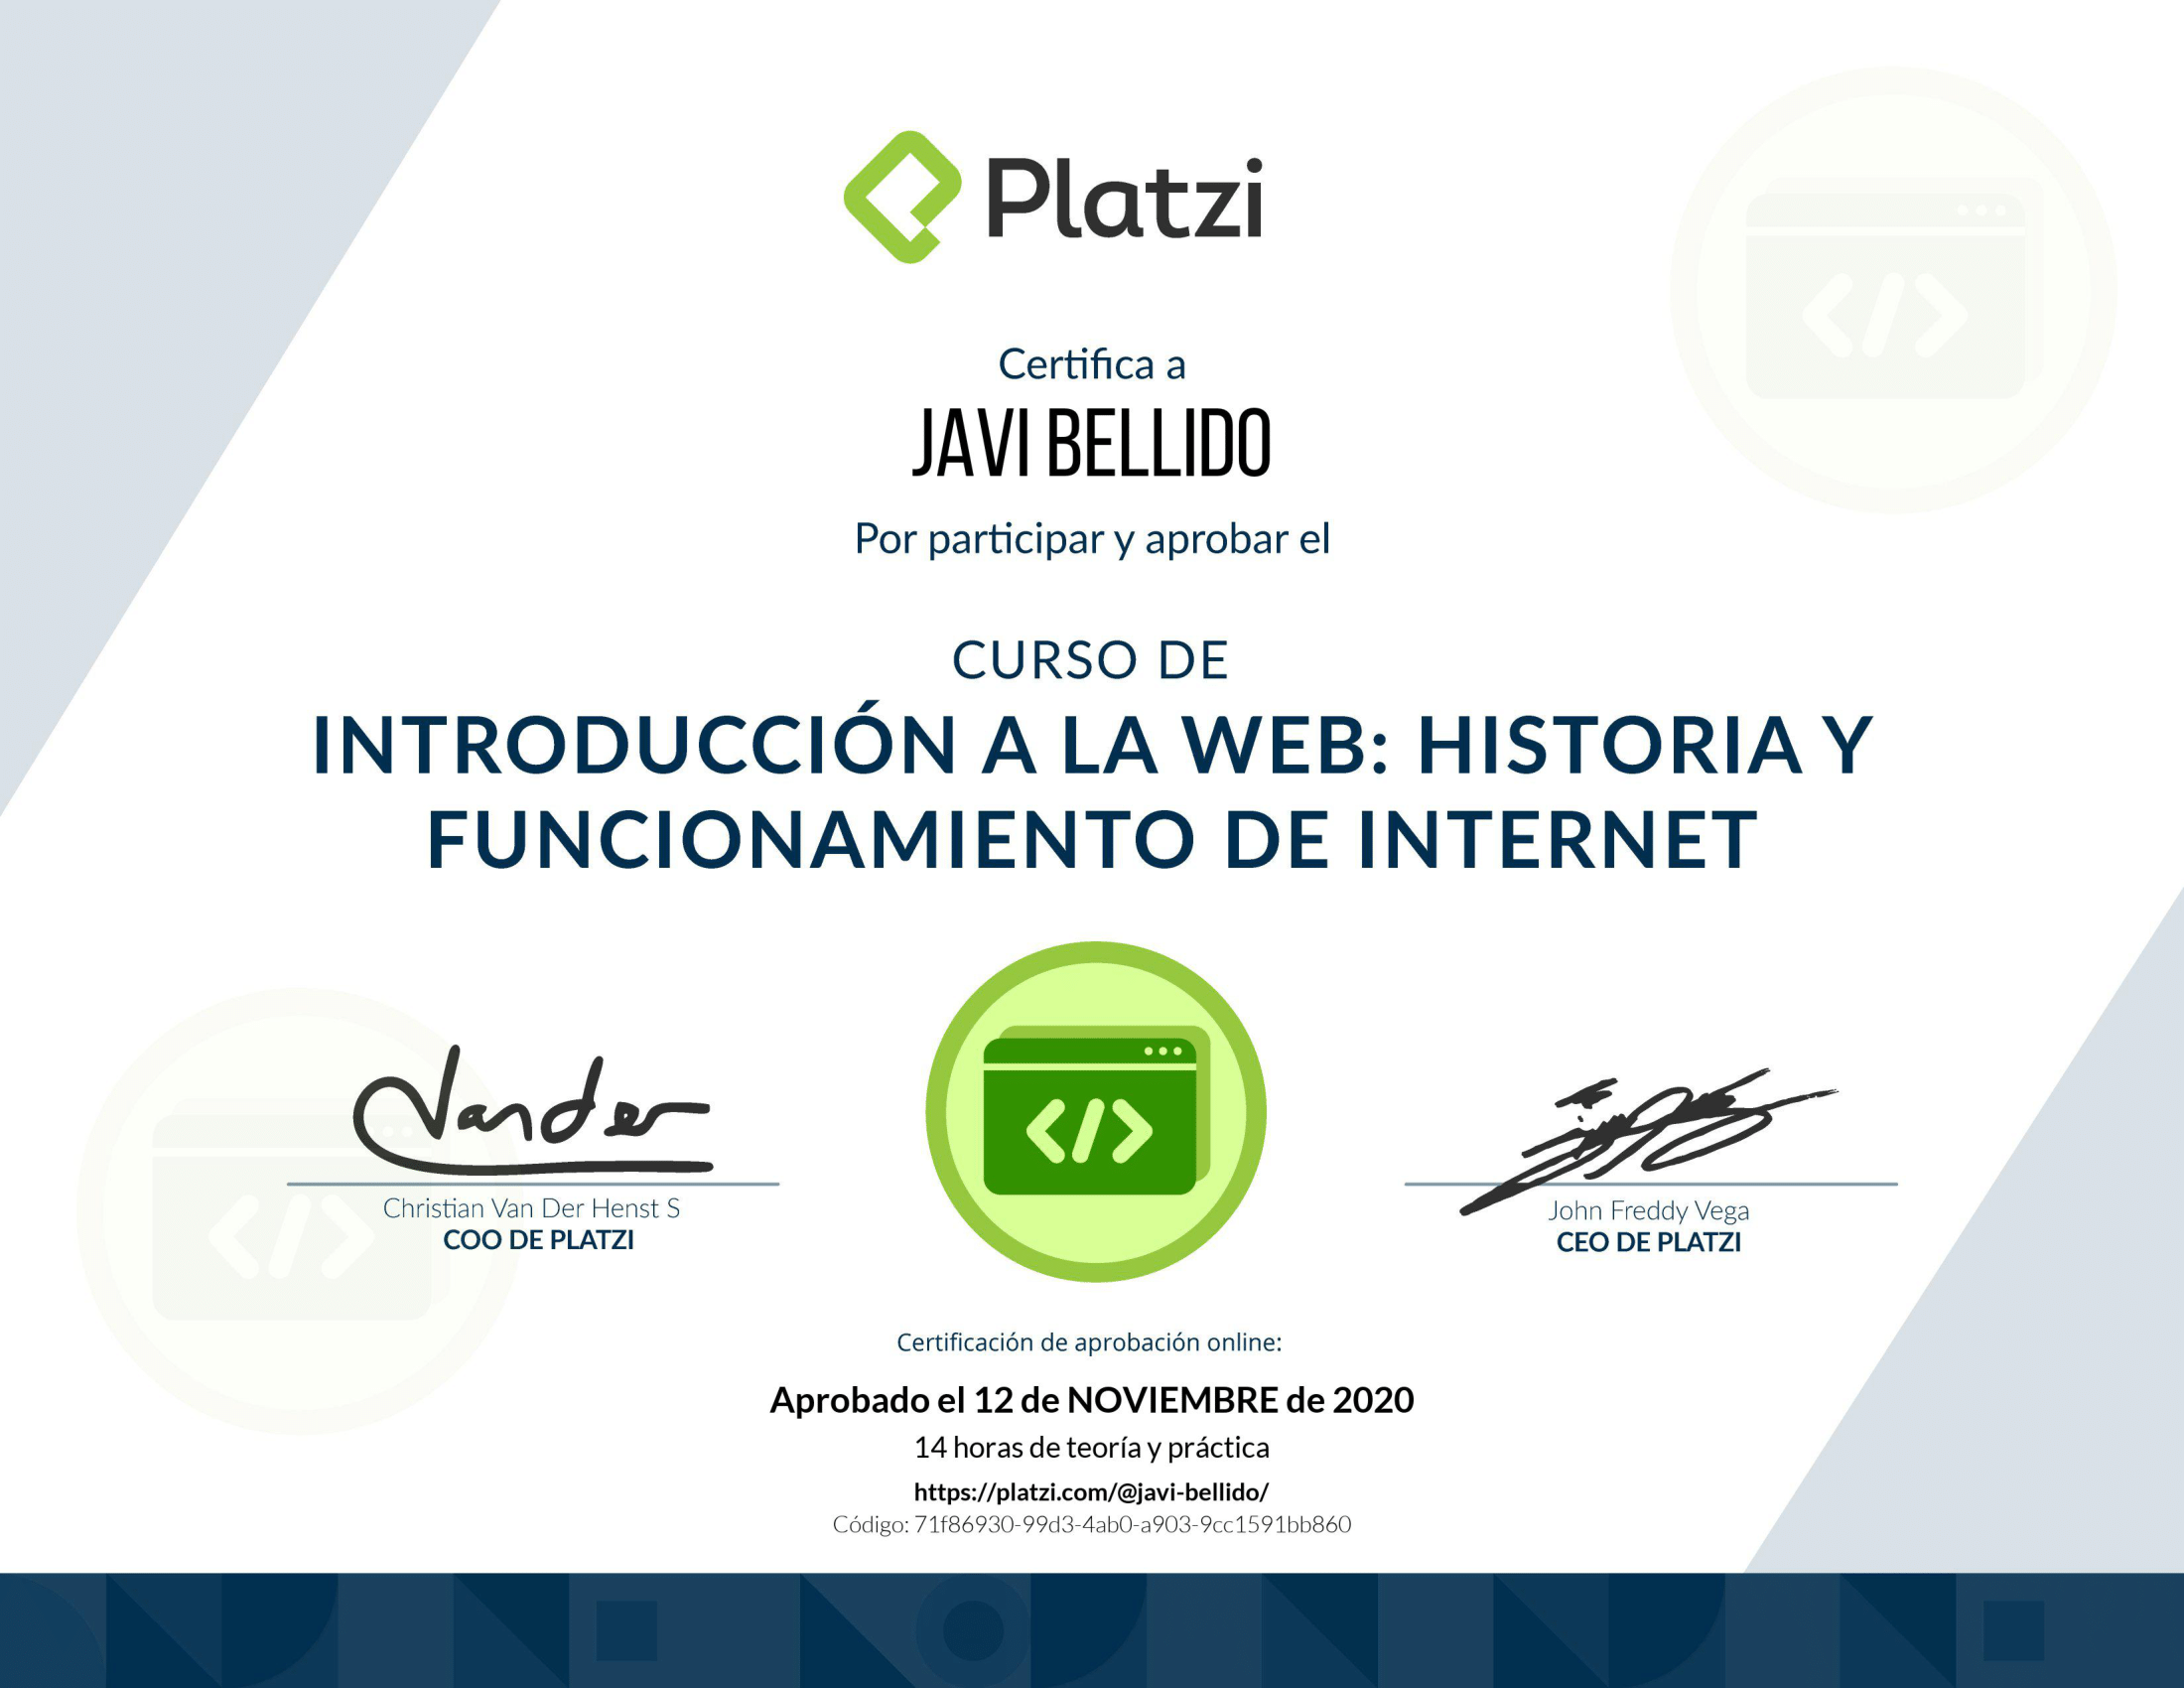 Platzi
Certifica a
JAVI BELLIDO
Por participar y aprobar el
CURSO DE
INTRODUCCIÓN A LA WEB: HISTORIA Y
FUNCIONAMIENTO DE INTERNET
</>
Vander
Christian Van Der Henst S
COO DE PLATZI
John Freddy Vega
CEO DE PLATZI
Certificación de aprobación online:
Aprobado el 12 de NOVIEMBRE de 2020
14 horas de teoría y práctica
https://platzi.com/@javi-bellido/
Código: 71f86930-99d3-4ab0-a903-9cc1591bb860